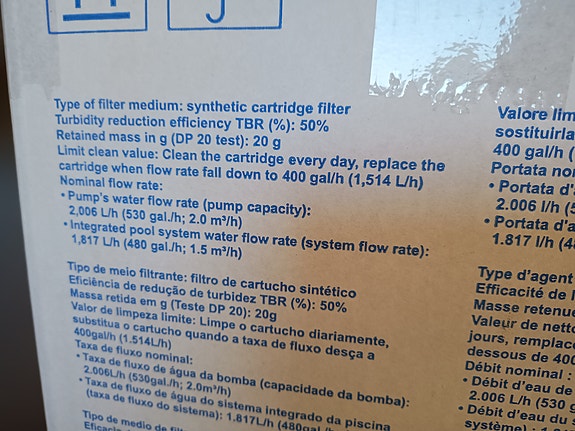 Type of filter medium: synthetic cartridge filter
Turbidity reduction efficiency TBR (%): 50%
Retained mass in g (DP 20 test): 20 g
Limit clean value: Clean the cartridge every day, replace the
cartridge when flow rate fall down to 400 gal/h (1,514 L/h)
Nominal flow rate:
• Pump's water flow rate (pump capacity):
2,006 L/h (530 gal./h; 2.0 m³/h)
• Integrated pool system water flow rate (system flow rate):
1,817 L/h (480 gal./h; 1.5 m³/h)
Tipo de meio filtrante: filtro de cartucho sintético
Eficiência de redução de turbidez TBR (%): 50%
Massa retida em g (Teste DP 20): 20g
Valor de limpeza limite: Limpe o cartucho diariamente,
substitua o cartucho quando a taxa de fluxo desça a
400gal/h (1.514L/h)
Taxa de fluxo nominal:
• Taxa de fluxo de água da bomba (capacidade da bomba):
2.006L/h (530gal/h; 2.0m³/h)
• Taxa de fluxo de água do sistema integrado da piscina
(taxa de fluxo do sistema): 1.817L/h (480gal/h
Tipo de medio de
Valore lim
sostituirla
400 gal/h (
Portata no
• Portata d'
2.006 l/h (5
• Portata d'a
1.817 l/h (4
Type d'agent
Efficacité de
Masse retenue
Valeur de netto
jours, remplac
dessous de 400
Débit nominal :
• Débit d'eau de
2.006 L/h (530 g
• Débit d'eau du
système) : 1